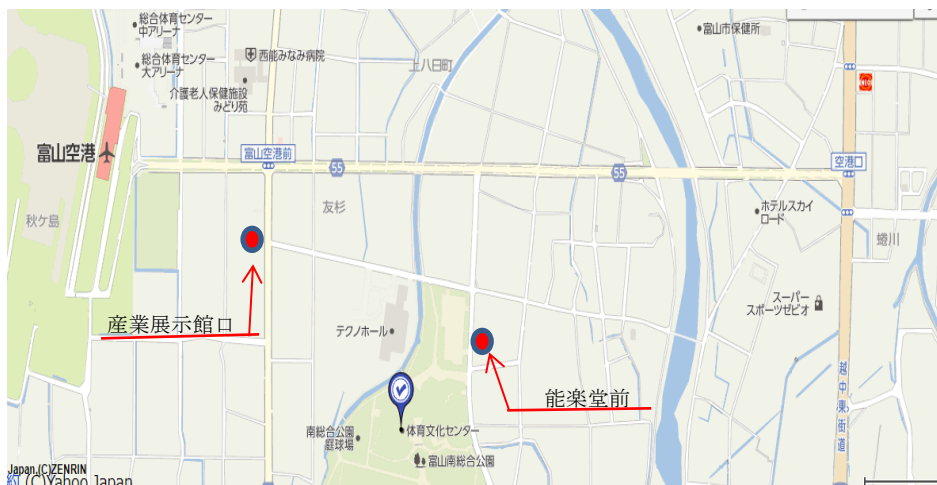 総合体育センター
中アリーナ
総合体育センター
大アリーナ
西能みなみ病院
介護老人保健施設
みどり苑
上八日町
富山市保健所
富山空港
富山空港前
55
55
空港口
秋ケ島
友杉
ホテルスカイ
ロード
蜷川
産業展示館口
テクノホール
スーパー
スポーツゼビオ
能楽堂前
越中東街道
南総合公園
庭球場
体育文化センター
富山南総合公園
Japan,(C)ZENRIN
約 (C)Yahoo Japan